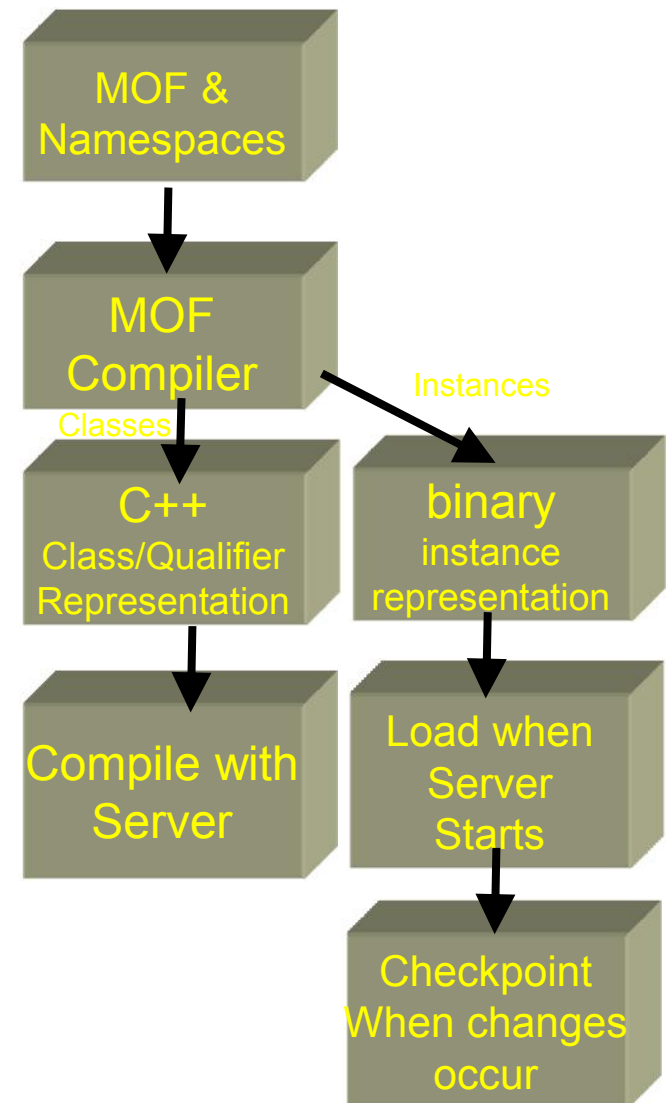 MOF &
Namespaces
MOF
Compiler
Instances
Classes
C++
Class/Qualifier
Representation
binary
instance
representation
Compile with
Server
Load when
Server
Starts
Checkpoint
When changes
occur